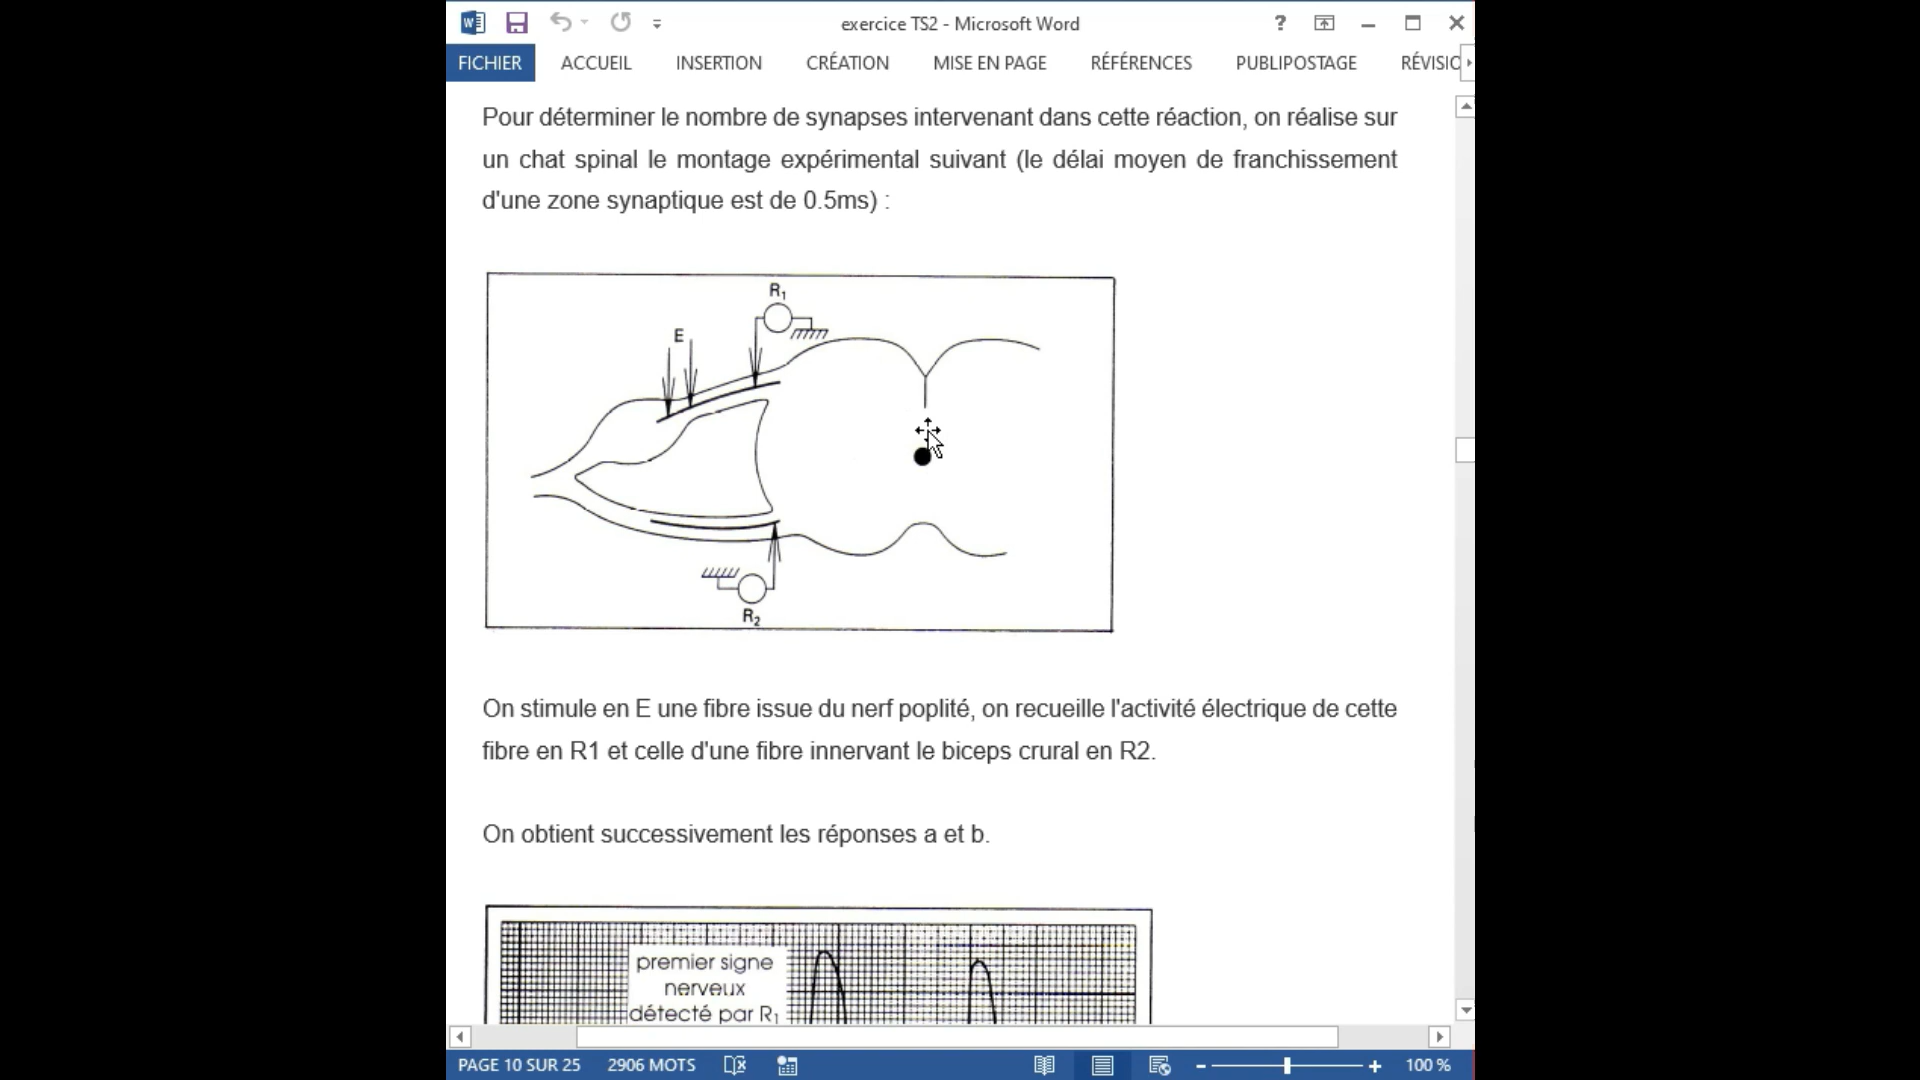 exercice TS2 - Microsoft Word
?
FICHIER ACCUEIL INSERTION CRÉATION MISE EN PAGE RÉFÉRENCES PUBLIPOSTAGE
Pour déterminer le nombre de synapses intervenant dans cette réaction, on réalise sur
un chat spinal le montage expérimental suivant (le délai moyen de franchissement
d'une zone synaptique est de 0.5ms) :
R1
E
R2
On stimule en E une fibre issue du nerf poplité, on recueille l'activité électrique de cette
fibre en R1 et celle d'une fibre innervant le biceps crural en R2.
On obtient successivement les réponses a et b.
premier signe
nerveux
détecté par R1
PAGE 10 SUR 25 2906 MOTS 100 %